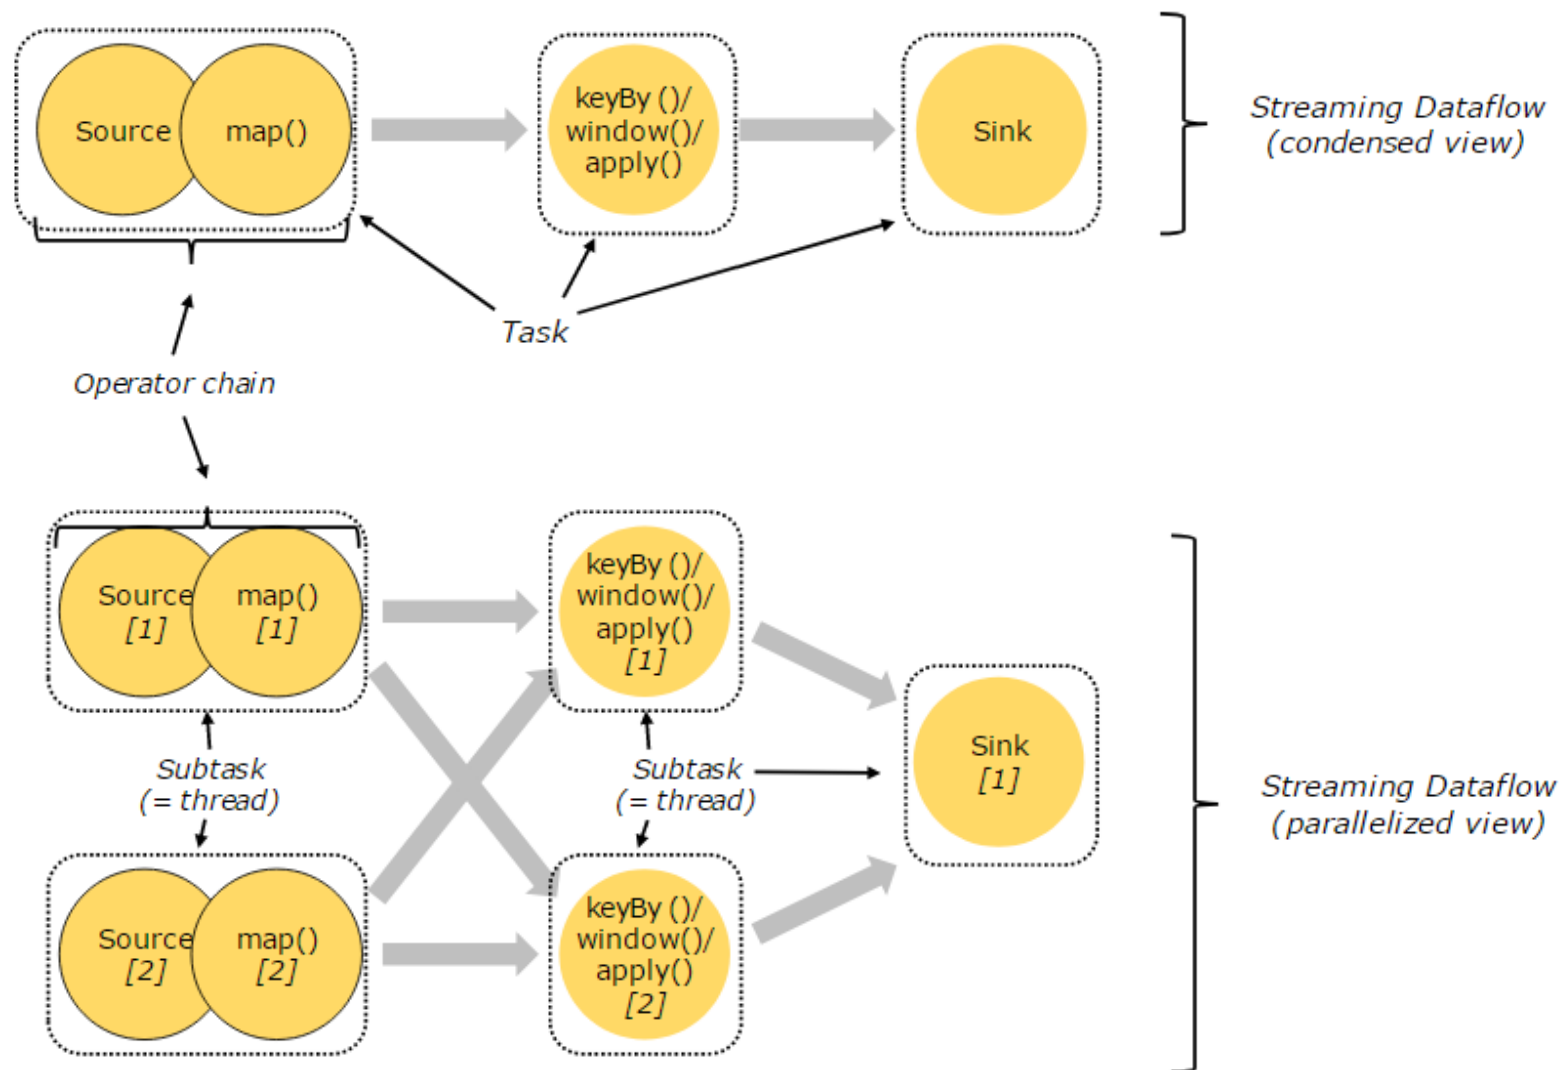 Source
map()
keyBy ()/
window()/
apply()
Sink
Streaming Dataflow
(condensed view)
Task
Operator chain
Source
[1]
map()
[1]
keyBy ()/
window()/
apply()
[1]
Subtask
(= thread)
Subtask
(= thread)
Sink
[1]
Streaming Dataflow
(parallelized view)
Source
[2]
map()
[2]
keyBy ()/
window()/
apply()
[2]